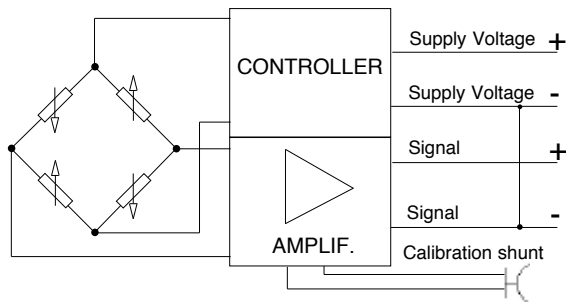 Supply Voltage +
CONTROLLER
Supply Voltage -
Signal +
Signal -
AMPLIF.
Calibration shunt